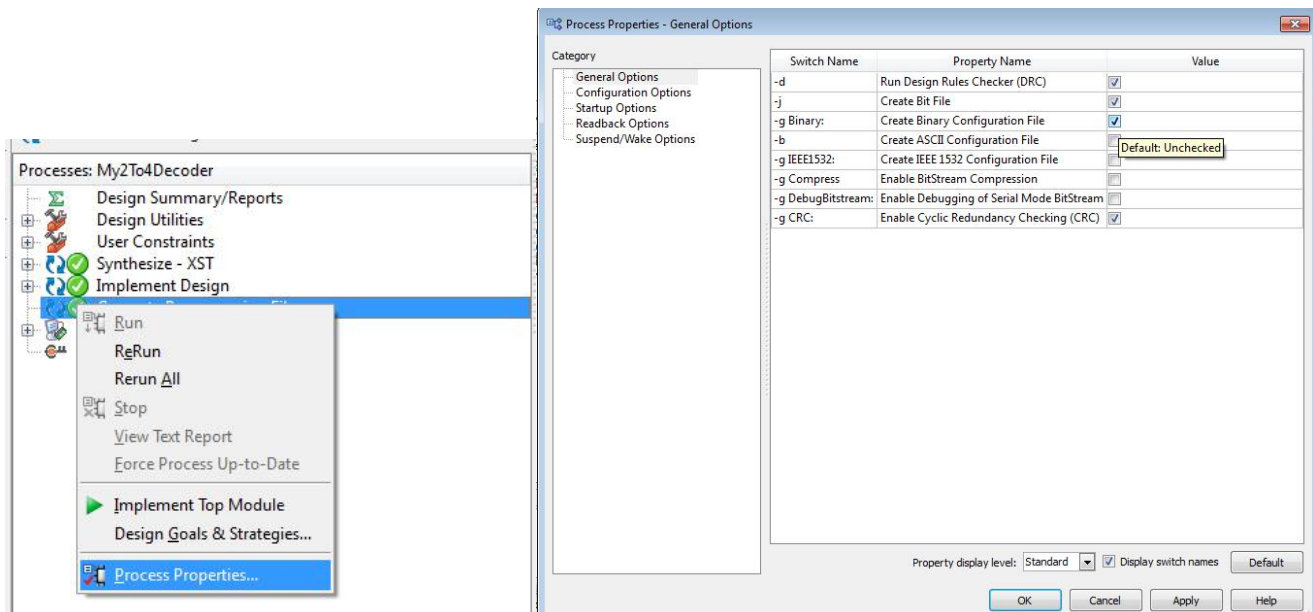 Processes: My2To4Decoder
Design Summary/Reports
Design Utilities
User Constraints
Synthesize - XST
Implement Design
Run
ReRun
Rerun All
Stop
View Text Report
Force Process Up-to-Date
Implement Top Module
Design Goals & Strategies...
Process Properties...
Process Properties - General Options
Category
General Options
Configuration Options
Startup Options
Readback Options
Suspend/Wake Options
Switch Name Property Name Value
-d Run Design Rules Checker (DRC)
-j Create Bit File
-g Binary: Create Binary Configuration File
-b Create ASCII Configuration File
Default: Unchecked
-g IEEE1532: Create IEEE 1532 Configuration File
-g Compress Enable BitStream Compression
-g DebugBitstream: Enable Debugging of Serial Mode BitStream
-g CRC: Enable Cyclic Redundancy Checking (CRC)
Property display level: Standard Display switch names Default
OK Cancel Apply Help